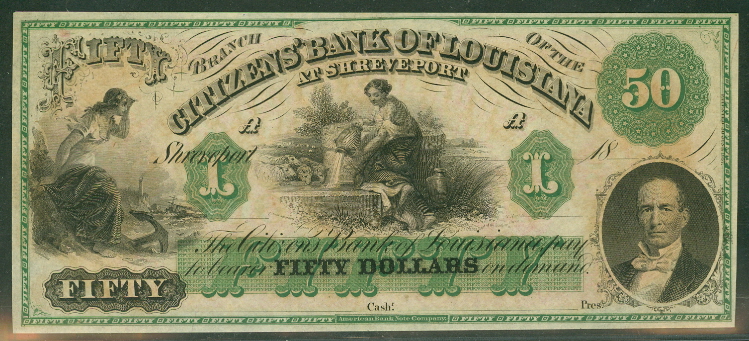 FIFTY
BRANCH OF THE
CITIZENS' BANK OF LOUISIANA
AT SHREVEPORT
50
A A
Shreveport 18
1 1
The Citizens' Bank of Louisiana pay
to bearer FIFTY DOLLARS on demand.
FIFTY
Cash.r Pres.t
American Bank Note Company.